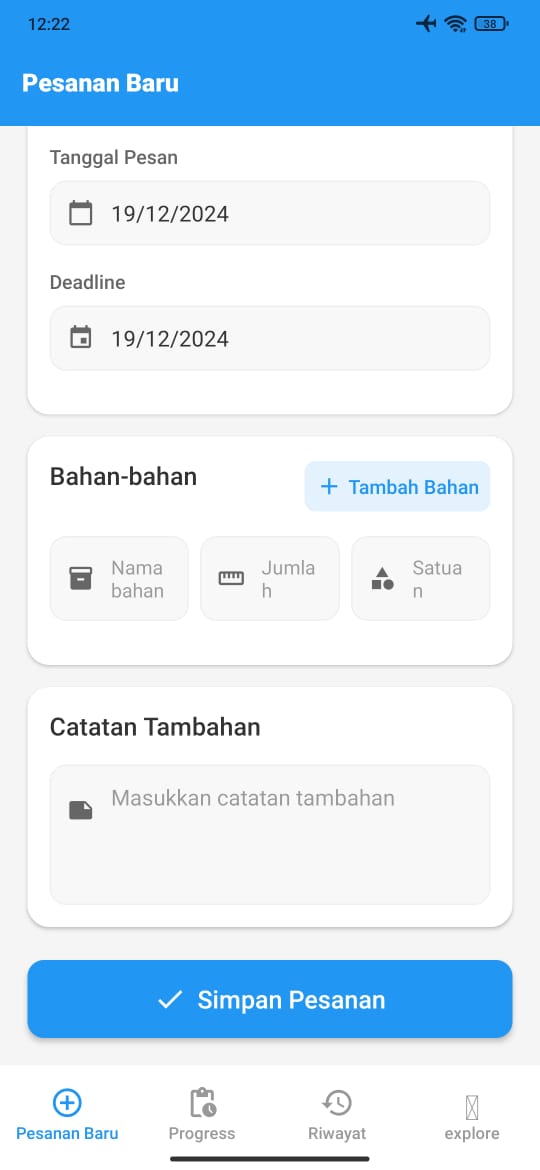 12:22
38
Pesanan Baru
Tanggal Pesan
19/12/2024
Deadline
19/12/2024
Bahan-bahan
+ Tambah Bahan
Nama
bahan
Jumla
h
Satua
n
Catatan Tambahan
Masukkan catatan tambahan
Simpan Pesanan
Pesanan Baru
Progress
Riwayat
explore